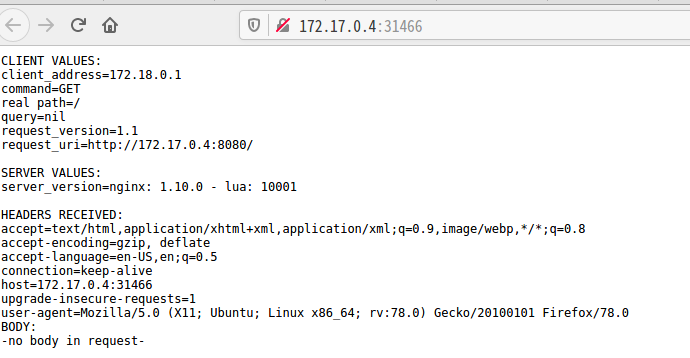 172.17.0.4:31466
CLIENT VALUES:
client_address=172.18.0.1
command=GET
real path=/
query=nil
request_version=1.1
request_uri=http://172.17.0.4:8080/
SERVER VALUES:
server_version=nginx: 1.10.0 - lua: 10001
HEADERS RECEIVED:
accept=text/html,application/xhtml+xml,application/xml;q=0.9,image/webp,*/*;q=0.8
accept-encoding=gzip, deflate
accept-language=en-US,en;q=0.5
connection=keep-alive
host=172.17.0.4:31466
upgrade-insecure-requests=1
user-agent=Mozilla/5.0 (X11; Ubuntu; Linux x86_64; rv:78.0) Gecko/20100101 Firefox/78.0
BODY:
-no body in request-